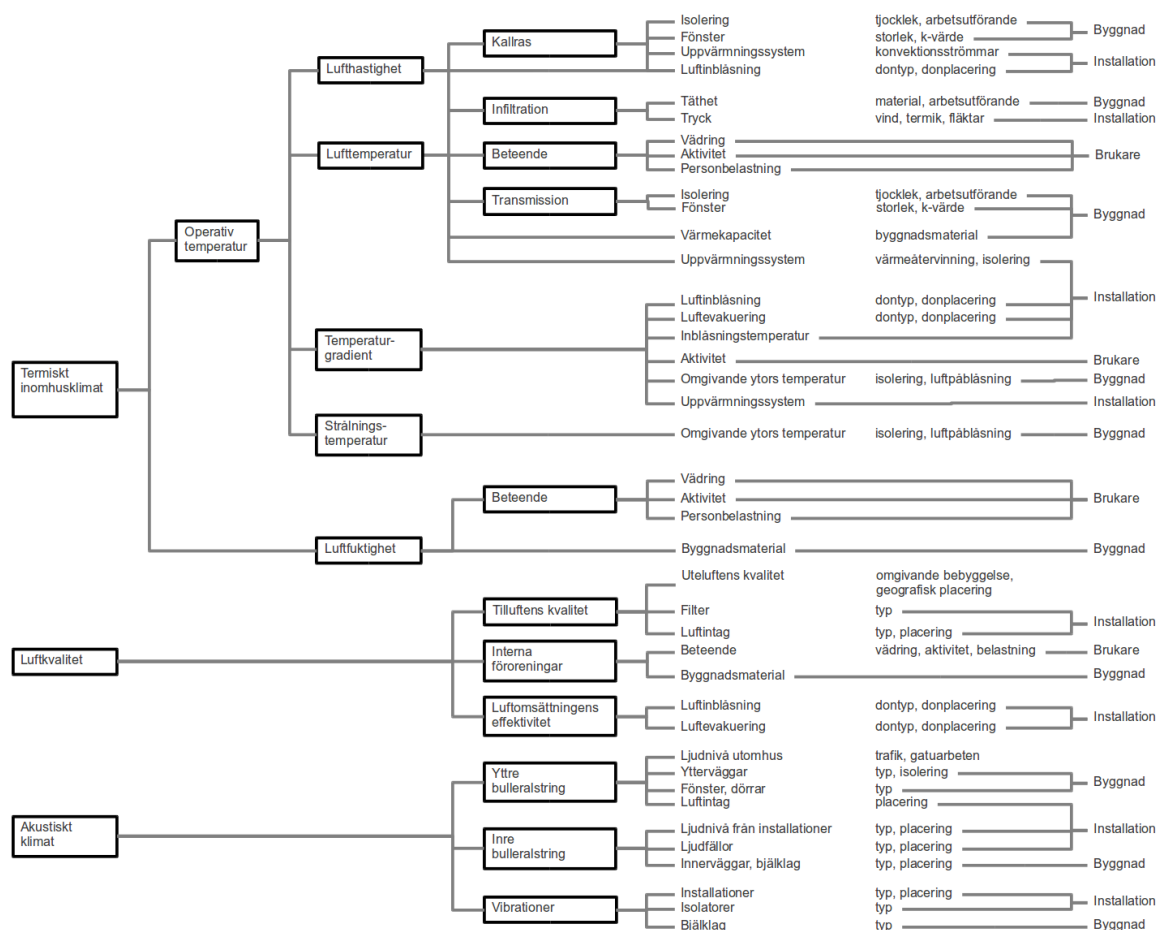 Isolering tjocklek, arbetsutförande
Byggnad
Kallras Fönster storlek, k-värde
Uppvärmningssystem konvektionsströmmar
Installation
Lufthastighet Luftinblåsning dontyp, donplacering
Infiltration Täthet material, arbetsutförande Byggnad
Tryck vind, termik, fläktar Installation
Vädring
Lufttemperatur Beteende Aktivitet Brukare
Personbelastning
Transmission Isolering tjocklek, arbetsutförande
Fönster storlek, k-värde
Byggnad
Operativ
temperatur
Värmekapacitet byggnadsmaterial
Uppvärmningssystem värmeåtervinning, isolering
Installation
Luftinblåsning dontyp, donplacering
Luftevakuering dontyp, donplacering
Inblåsningstemperatur
Temperatur-
gradient
Aktivitet Brukare
Termiskt
inomhusklimat
Omgivande ytors temperatur isolering, luftpåblåsning Byggnad
Uppvärmningssystem Installation
Strålnings-
temperatur
Omgivande ytors temperatur isolering, luftpåblåsning Byggnad
Vädring
Beteende Aktivitet Brukare
Personbelastning
Luftfuktighet Byggnadsmaterial Byggnad
Uteluftens kvalitet omgivande bebyggelse,
geografisk placering
Tilluftens kvalitet Filter typ
Installation
Luftintag typ, placering
Luftkvalitet
Interna
föroreningar
Beteende vädring, aktivitet, belastning Brukare
Byggnadsmaterial Byggnad
Luftomsättningens
effektivitet
Luftinblåsning dontyp, donplacering
Installation
Luftevakuering dontyp, donplacering
Ljudnivå utomhus trafik, gatuarbeten
Yttre
bulleralstring
Ytterväggar typ, isolering
Byggnad
Fönster, dörrar typ
Luftintag placering
Akustiskt
klimat
Inre
bulleralstring
Ljudnivå från installationer typ, placering Installation
Ljudfällor typ, placering
Innerväggar, bjälklag typ, placering Byggnad
Installationer typ, placering
Installation
Vibrationer Isolatorer typ
Bjälklag typ Byggnad